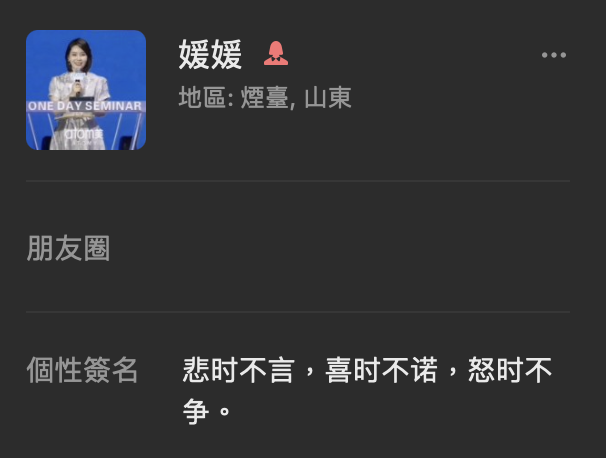 媛媛
地區: 煙臺, 山東
ONE DAY SEMINAR
atom美
朋友圈
個性簽名
悲时不言，喜时不诺，怒时不
争。